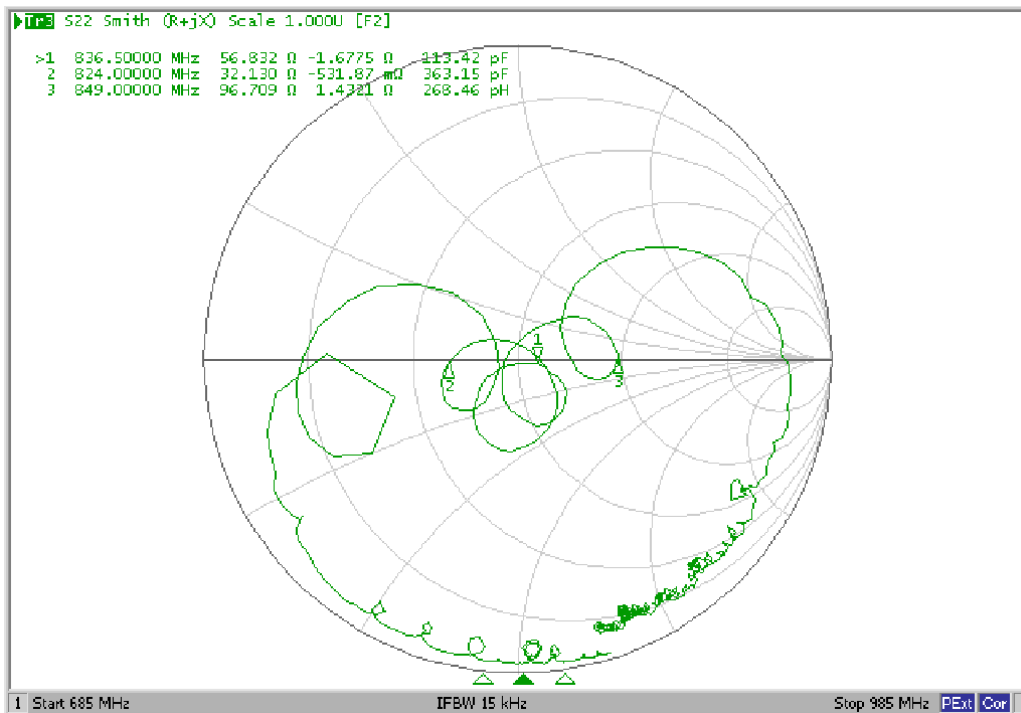 Tr3 S22 Smith (R+jX) Scale 1.000U [F2]
>1 836.50000 MHz 56.832 Ω -1.6775 Ω 113.42 pF
2 824.00000 MHz 32.130 Ω -531.87 mΩ 363.15 pF
3 849.00000 MHz 96.709 Ω 1.4321 Ω 268.46 pH
1
2
3
1 Start 685 MHz IFBW 15 kHz Stop 985 MHz PExt Cor